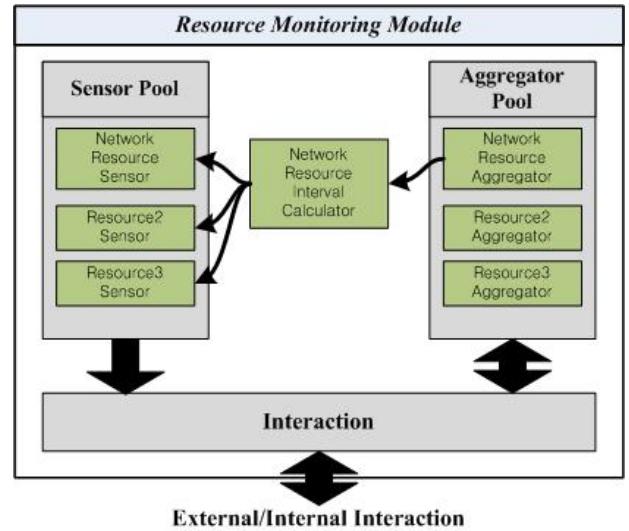 Resource Monitoring Module
Sensor Pool
Network
Resource
Sensor
Resource2
Sensor
Resource3
Sensor
Network
Resource
Interval
Calculator
Aggregator
Pool
Network
Resource
Aggregator
Resource2
Aggregator
Resource3
Aggregator
Interaction
External/Internal Interaction